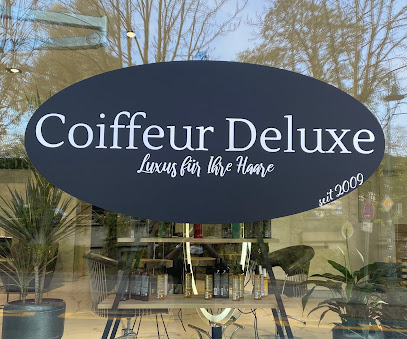 Coiffeur Deluxe
Luxus für Ihre Haare
seit 2009